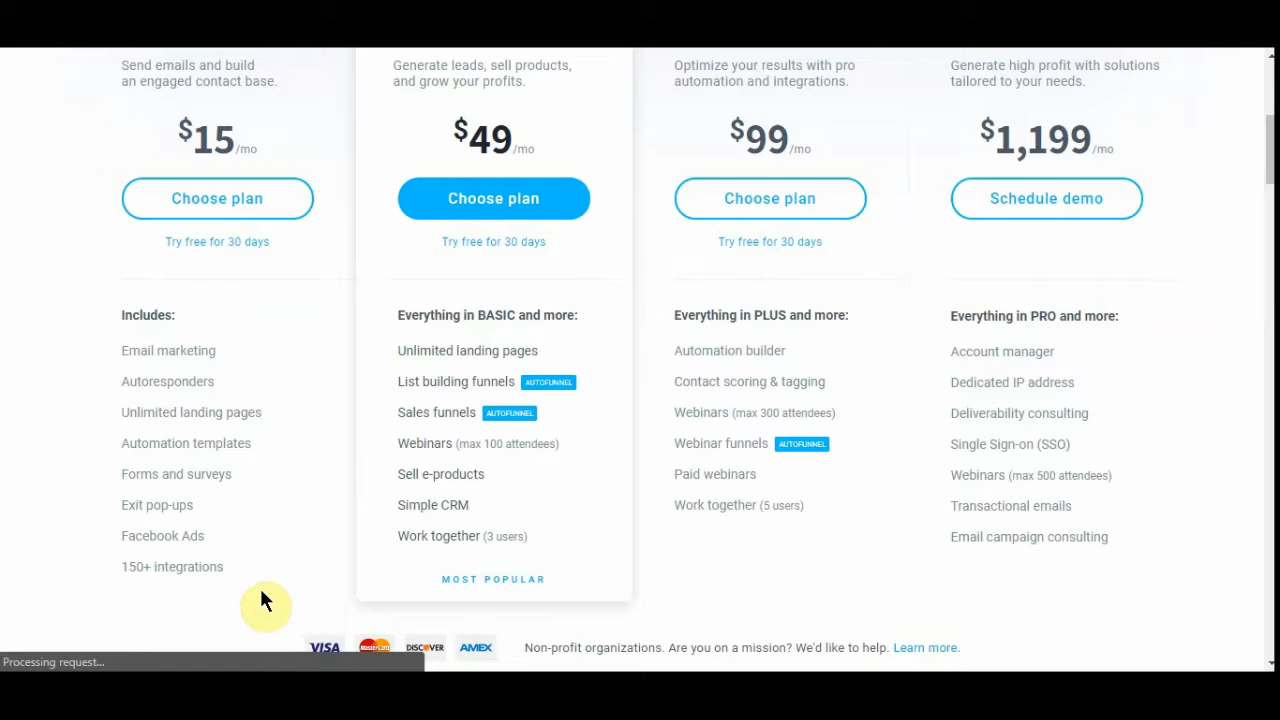 Send emails and build
an engaged contact base.
$15/mo
Choose plan
Try free for 30 days
Includes:
Email marketing
Autoresponders
Unlimited landing pages
Automation templates
Forms and surveys
Exit pop-ups
Facebook Ads
150+ integrations
Generate leads, sell products,
and grow your profits.
$49/mo
Choose plan
Try free for 30 days
Everything in BASIC and more:
Unlimited landing pages
List building funnels AUTOFUNNEL
Sales funnels AUTOFUNNEL
Webinars (max 100 attendees)
Sell e-products
Simple CRM
Work together (3 users)
MOST POPULAR
Optimize your results with pro
automation and integrations.
$99/mo
Choose plan
Try free for 30 days
Everything in PLUS and more:
Automation builder
Contact scoring & tagging
Webinars (max 300 attendees)
Webinar funnels AUTOFUNNEL
Paid webinars
Work together (5 users)
Generate high profit with solutions
tailored to your needs.
$1,199/mo
Schedule demo
Everything in PRO and more:
Account manager
Dedicated IP address
Deliverability consulting
Single Sign-on (SSO)
Webinars (max 500 attendees)
Transactional emails
Email campaign consulting
VISA MasterCard DISCOVER AMEX Non-profit organizations. Are you on a mission? We'd like to help. Learn more.
Processing request...